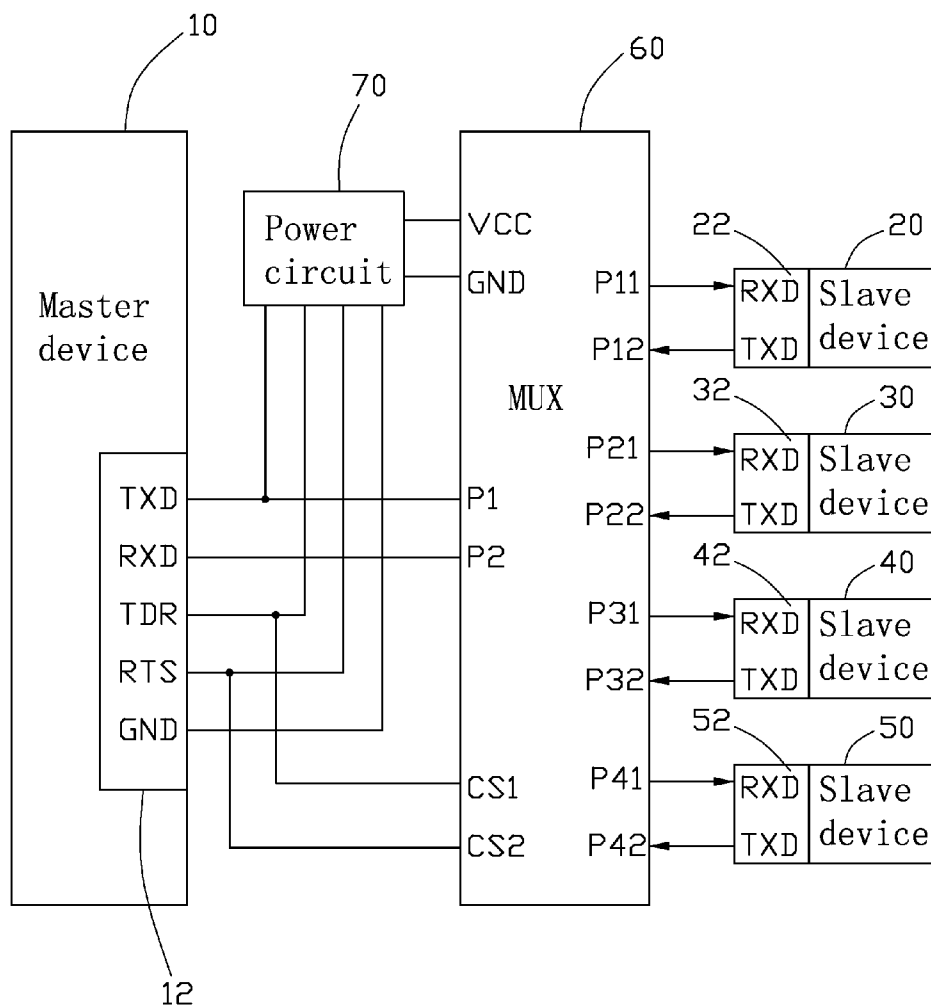 10
70
60
Power
circuit
VCC
GND
22
20
P11
RXD
Slave
device
P12
TXD
Master
device
MUX
32
30
P21
RXD
Slave
device
P22
TXD
TXD
P1
RXD
P2
TDR
RTS
GND
42
40
P31
RXD
Slave
device
P32
TXD
52
50
P41
RXD
Slave
device
P42
TXD
CS1
CS2
12